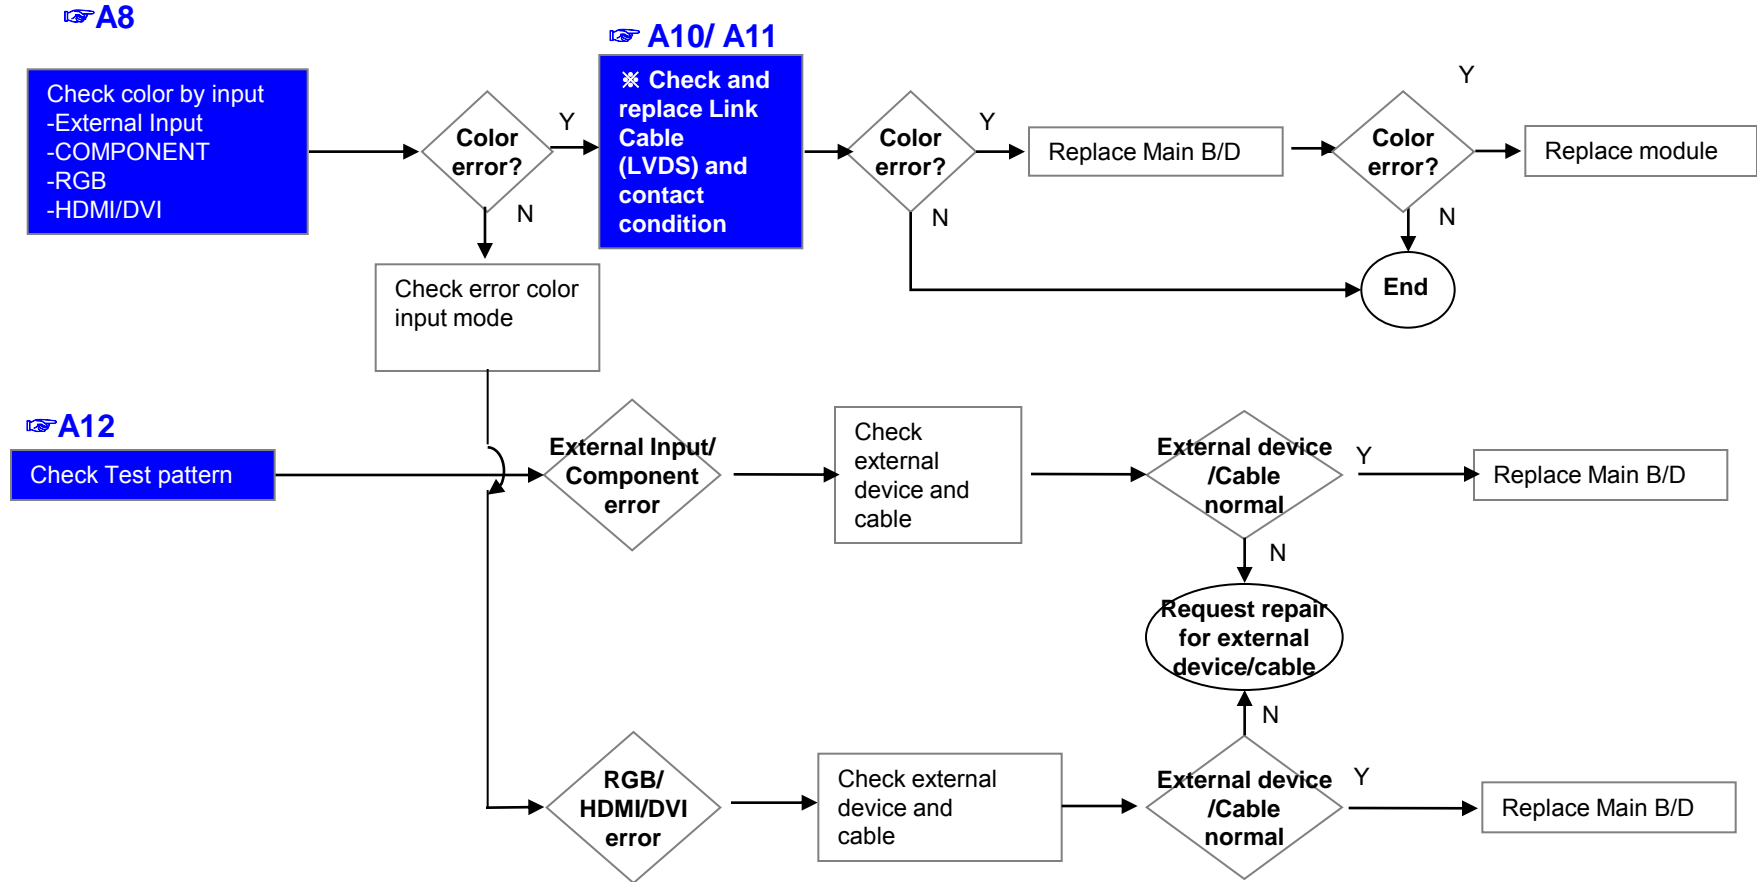 ☞A8
☞ A10/ A11
Check color by input
-External Input
-COMPONENT
-RGB
-HDMI/DVI
Color
error?
Y
N
※ Check and
replace Link
Cable
(LVDS) and
contact
condition
Color
error?
Y
N
Replace Main B/D
Color
error?
Y
N
Replace module
End
Check error color
input mode
☞A12
Check Test pattern
External Input/
Component
error
Check
external
device and
cable
External device
/Cable
normal
Y
N
Replace Main B/D
Request repair
for external
device/cable
RGB/
HDMI/DVI
error
Check external
device and
cable
N
External device
/Cable
normal
Y
Replace Main B/D